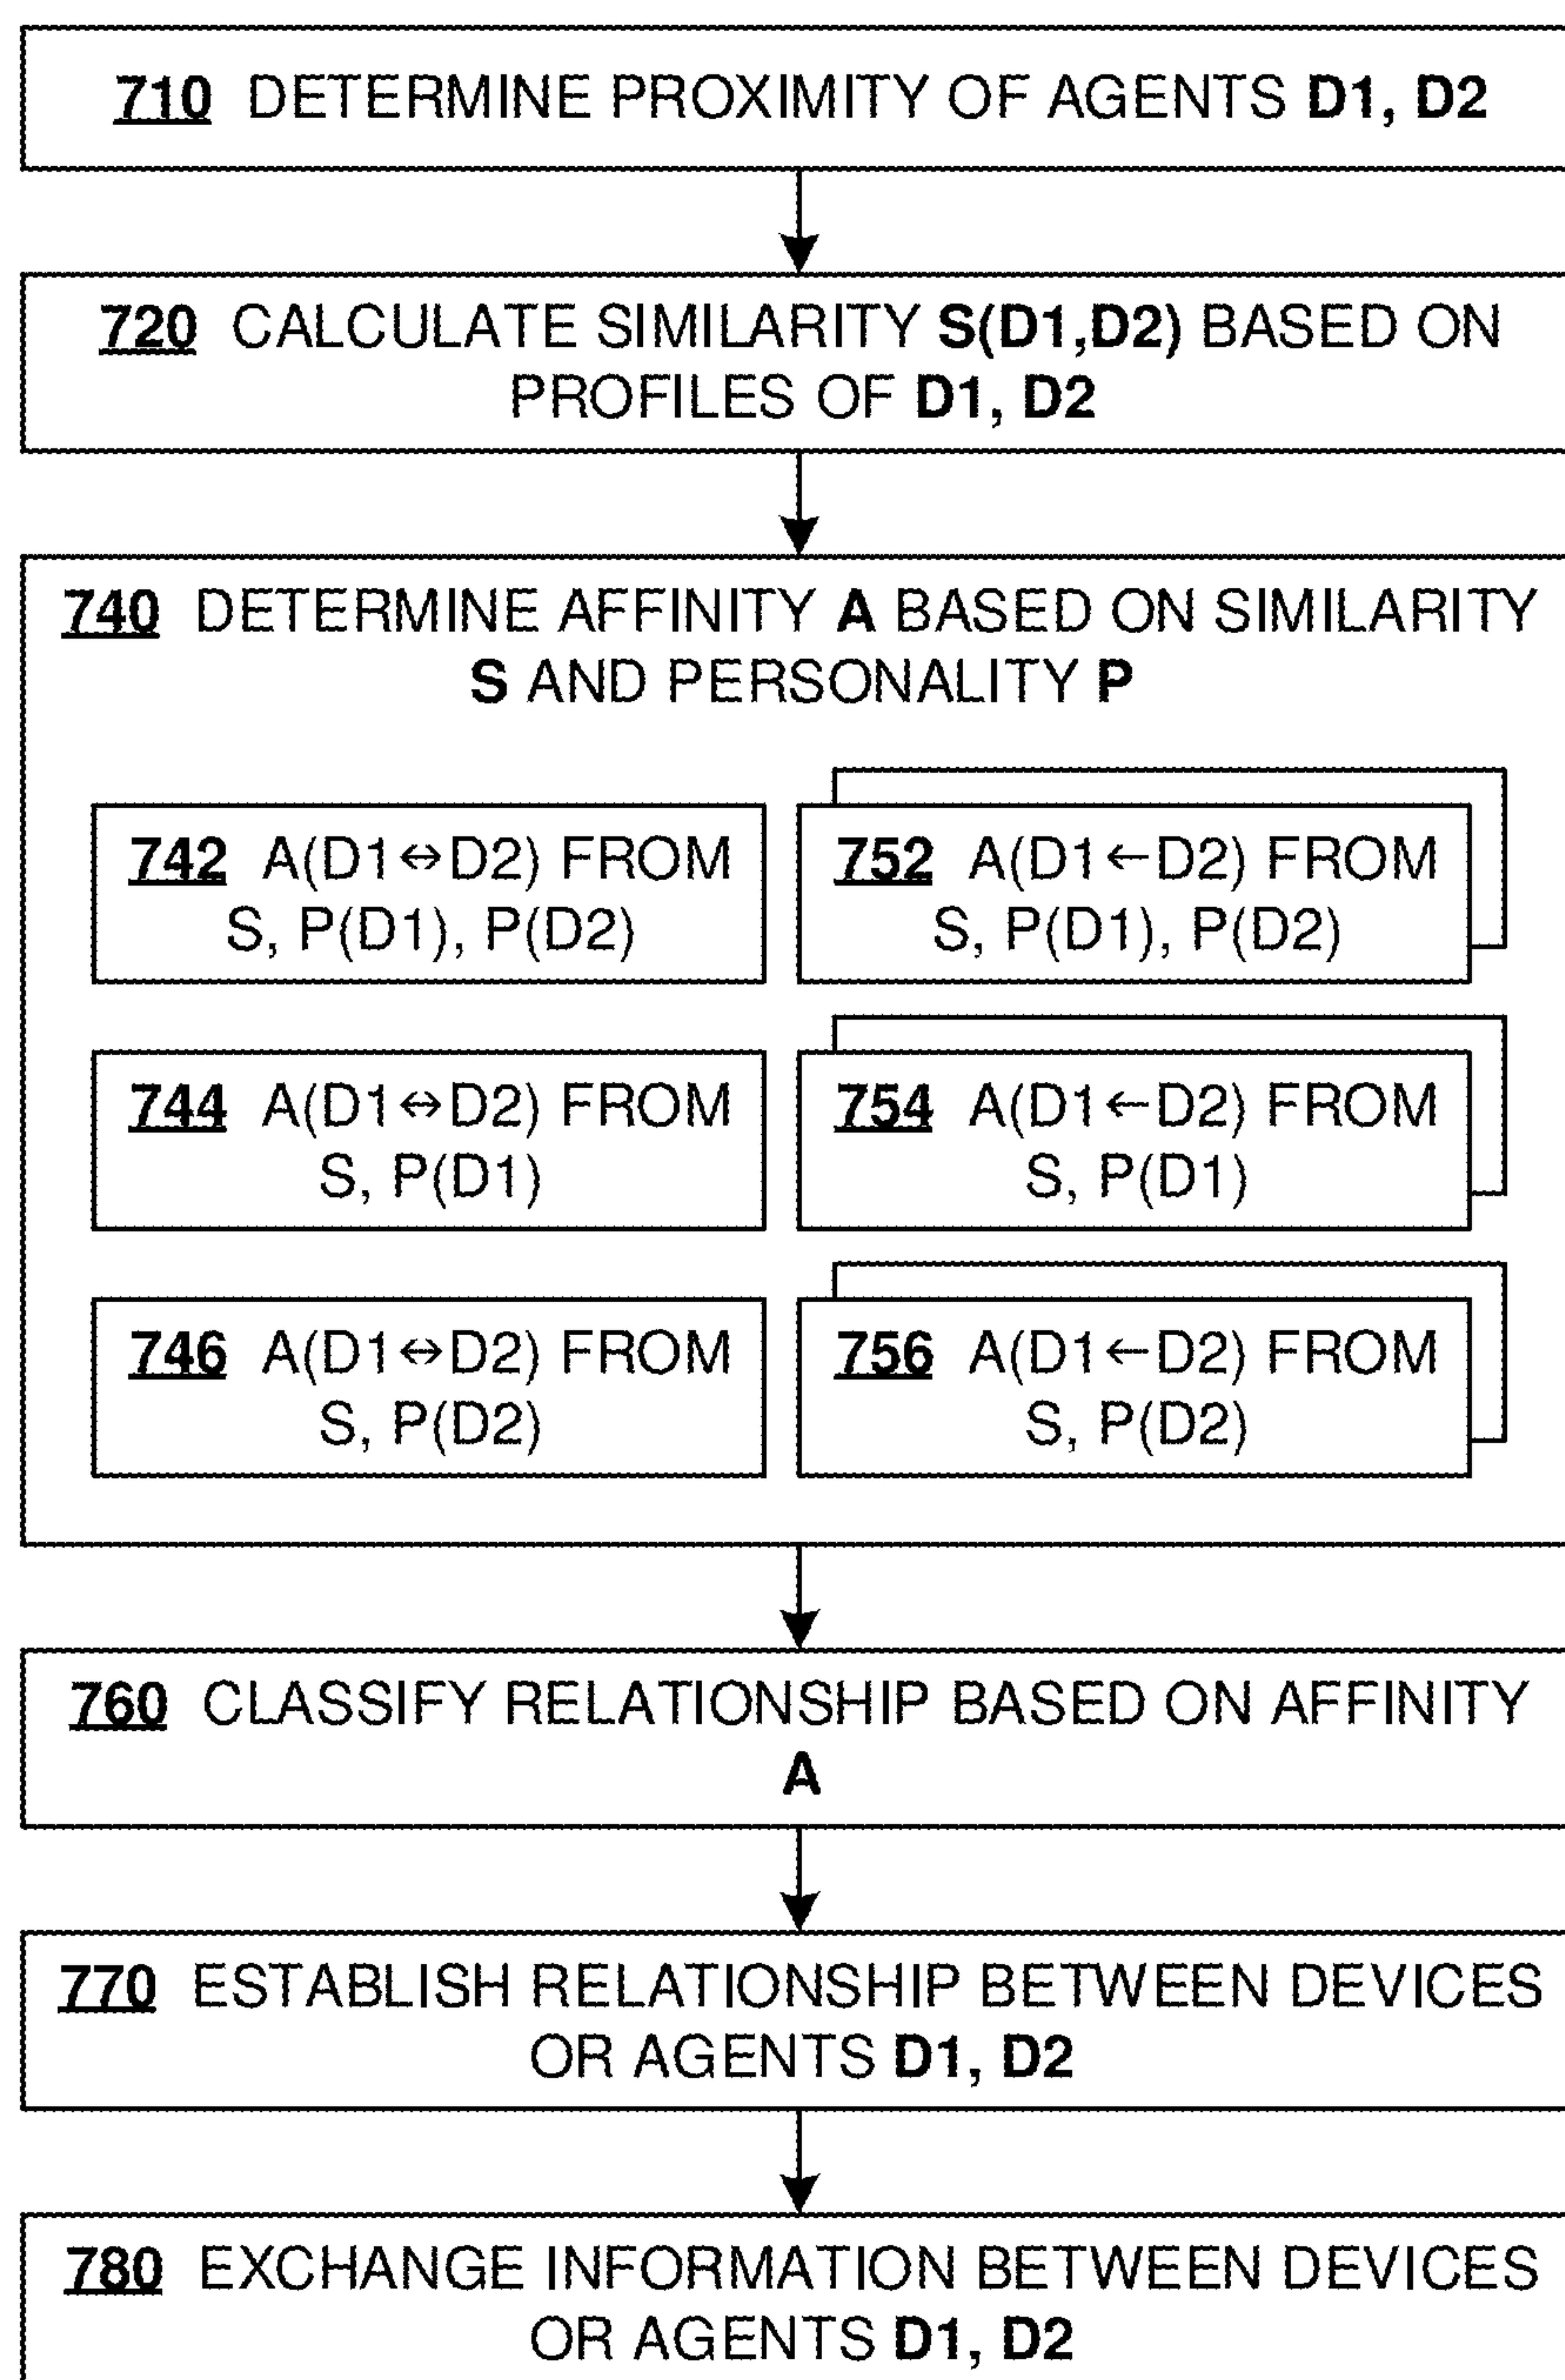 710 DETERMINE PROXIMITY OF AGENTS D1, D2
720 CALCULATE SIMILARITY S(D1,D2) BASED ON
PROFILES OF D1, D2
740 DETERMINE AFFINITY A BASED ON SIMILARITY
S AND PERSONALITY P
742 A(D1↔D2) FROM
S, P(D1), P(D2)
752 A(D1←D2) FROM
S, P(D1), P(D2)
744 A(D1↔D2) FROM
S, P(D1)
754 A(D1←D2) FROM
S, P(D1)
746 A(D1↔D2) FROM
S, P(D2)
756 A(D1←D2) FROM
S, P(D2)
760 CLASSIFY RELATIONSHIP BASED ON AFFINITY
A
770 ESTABLISH RELATIONSHIP BETWEEN DEVICES
OR AGENTS D1, D2
780 EXCHANGE INFORMATION BETWEEN DEVICES
OR AGENTS D1, D2